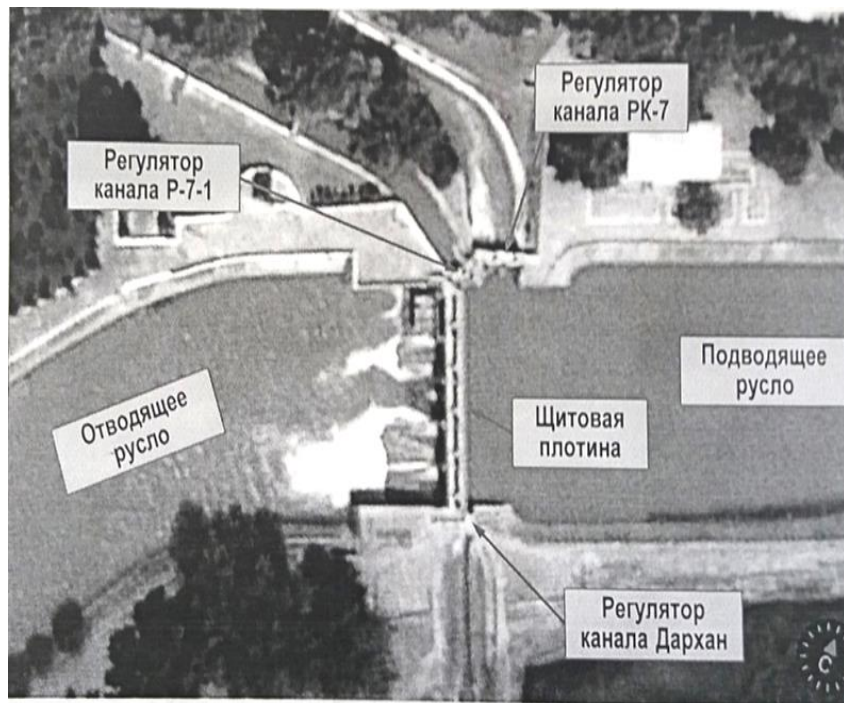 Регулятор
канала РК-7
Регулятор
канала Р-7-1
Подводящее
русло
Отводящее
русло
Щитовая
плотина
Регулятор
канала Дархан
С